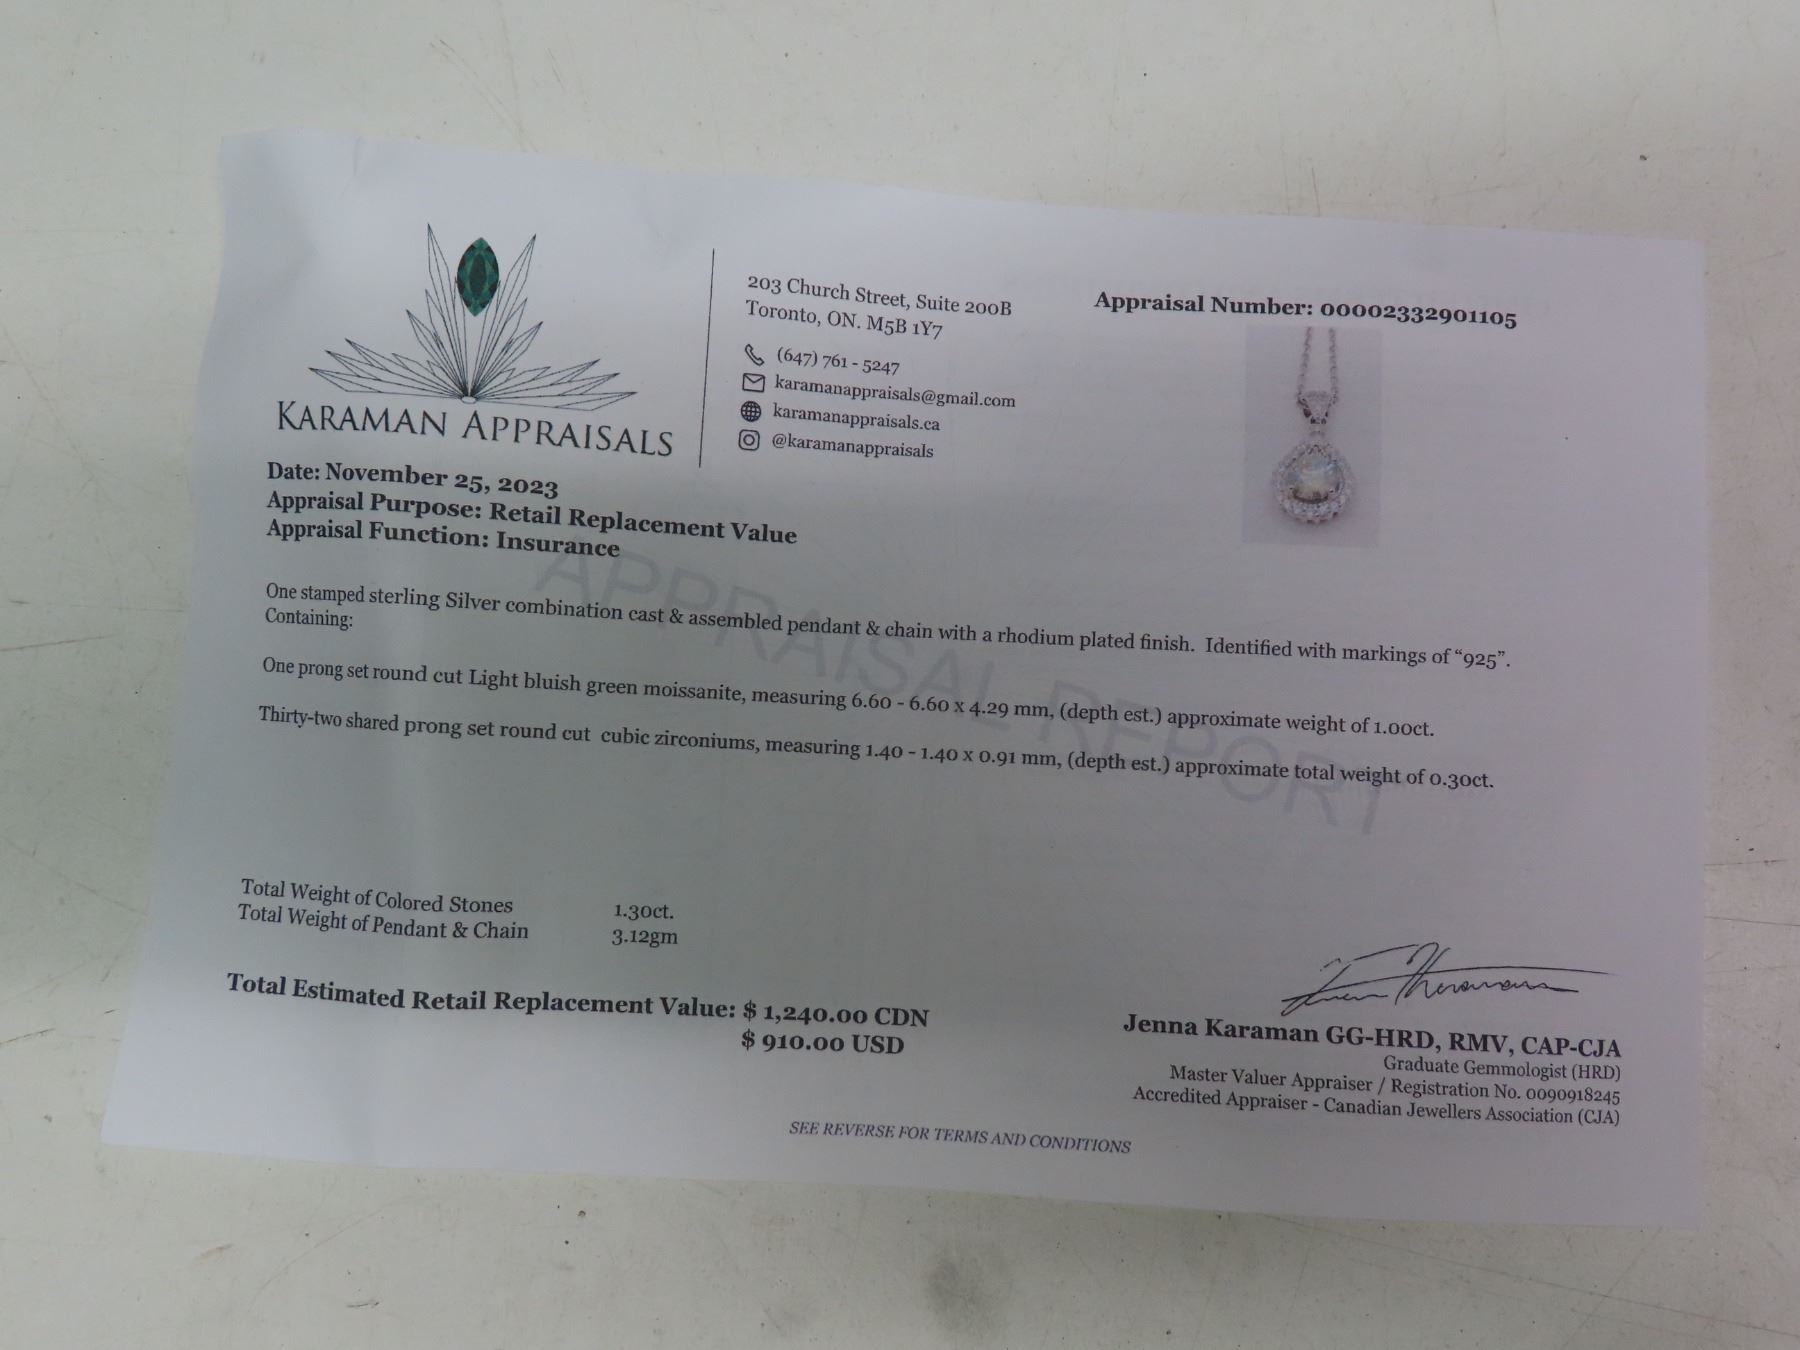 KARAMAN APPRAISALS
203 Church Street, Suite 200B
Toronto, ON. M5B 1Y7
(647) 761 - 5247
karamanappraisals@gmail.com
karamanappraisals.ca
@karamanappraisals
Appraisal Number: 00002332901105
Date: November 25, 2023
Appraisal Purpose: Retail Replacement Value
Appraisal Function: Insurance
APPRAISAL REPORT
One stamped sterling Silver combination cast & assembled pendant & chain with a rhodium plated finish. Identified with markings of “925”.
Containing:
One prong set round cut Light bluish green moissanite, measuring 6.60 - 6.60 x 4.29 mm, (depth est.) approximate weight of 1.00ct.
Thirty-two shared prong set round cut cubic zirconiums, measuring 1.40 - 1.40 x 0.91 mm, (depth est.) approximate total weight of 0.30ct.
Total Weight of Colored Stones 1.30ct.
Total Weight of Pendant & Chain 3.12gm
Total Estimated Retail Replacement Value: $ 1,240.00 CDN
$ 910.00 USD
Jenna Karaman GG-HRD, RMV, CAP-CJA
Graduate Gemmologist (HRD)
Master Valuer Appraiser / Registration No. 0090918245
Accredited Appraiser - Canadian Jewellers Association (CJA)
SEE REVERSE FOR TERMS AND CONDITIONS